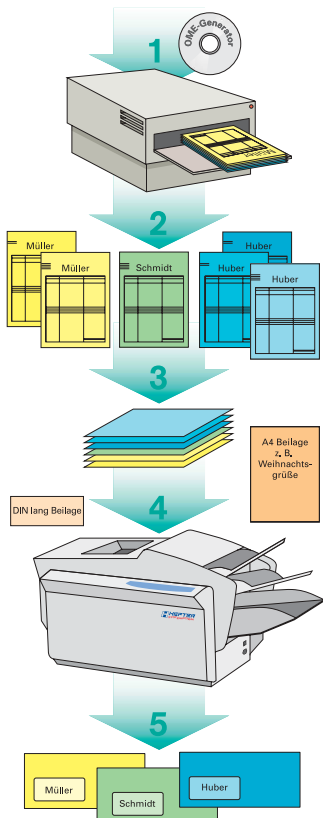 1
OME-Generator
2
Müller
Müller
Schmidt
Huber
Huber
Huber
3
A4 Beilage
z. B.
Weihnachts-
grüße
4
DIN lang Beilage
HEFTER
5
Müller
Schmidt
Huber